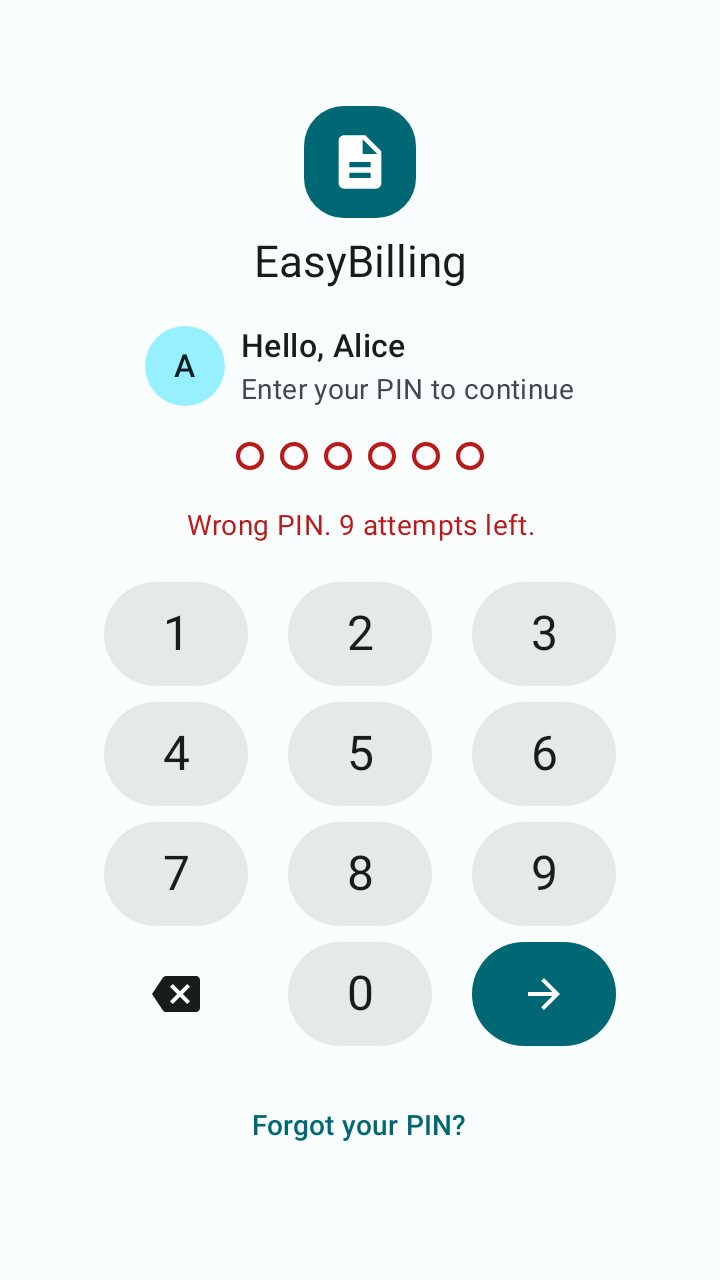 EasyBilling
A
Hello, Alice
Enter your PIN to continue
Wrong PIN. 9 attempts left.
1 2 3
4 5 6
7 8 9
0
Forgot your PIN?